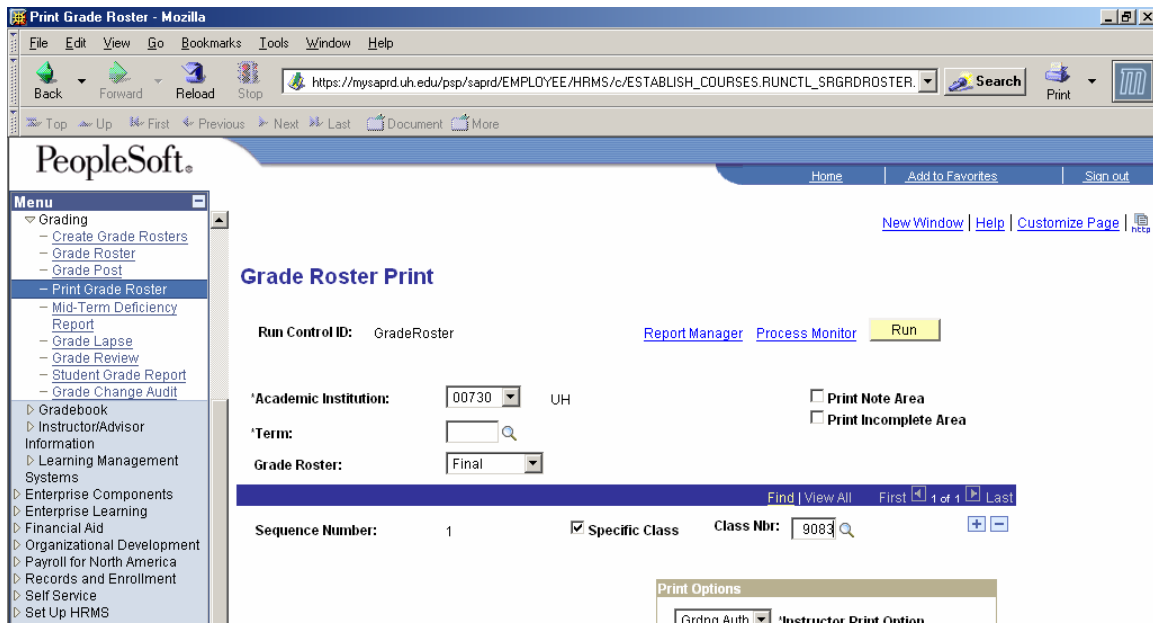 Print Grade Roster - Mozilla
File Edit View Go Bookmarks Tools Window Help
Back Forward Reload Stop https://mysaprd.uh.edu/psp/saprd/EMPLOYEE/HRMS/c/ESTABLISH_COURSES.RUNCTL_SRGRDROSTER. Search Print
Top Up First Previous Next Last Document More
PeopleSoft®
Home Add to Favorites Sign out
Menu
Grading
Create Grade Rosters
Grade Roster
Grade Post
Print Grade Roster
Mid-Term Deficiency
Report
Grade Lapse
Grade Review
Student Grade Report
Grade Change Audit
Gradebook
Instructor/Advisor
Information
Learning Management
Systems
Enterprise Components
Enterprise Learning
Financial Aid
Organizational Development
Payroll for North America
Records and Enrollment
Self Service
Set Up HRMS
New Window | Help | Customize Page | http
Grade Roster Print
Run Control ID: GradeRoster Report Manager Process Monitor Run
*Academic Institution: 00730 UH Print Note Area
Print Incomplete Area
*Term:
Grade Roster: Final
Find | View All First 1 of 1 Last
Sequence Number: 1 Specific Class Class Nbr: 9083
Print Options
Grdng Auth *Instructor Print Option